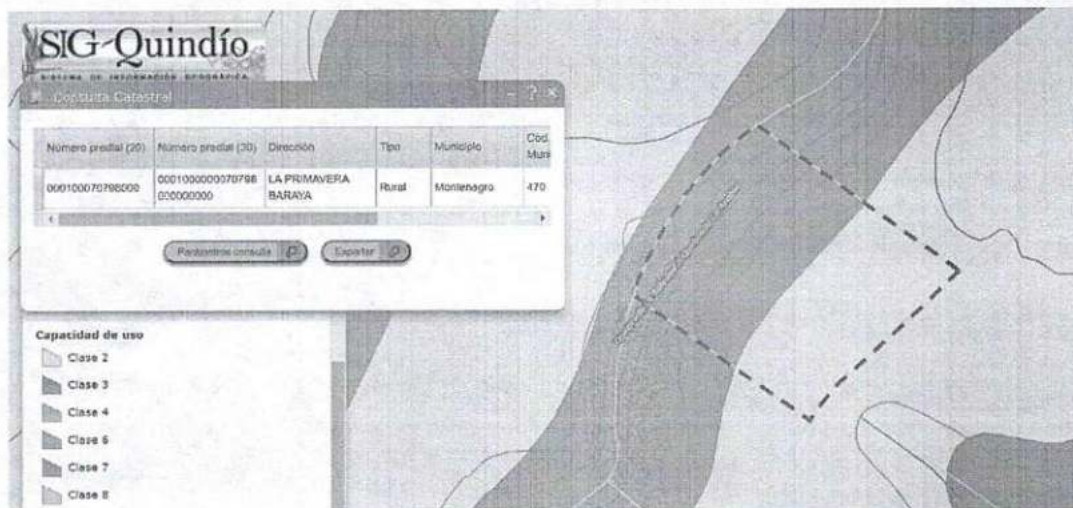 SIG-Quindío
SISTEMA DE INFORMACIÓN GEOGRÁFICA
Consulta Catastral
Número predial (20) Número predial (30) Dirección Tipo Municipio Cód. Muni
000100070798000 0001000000070798 000000000 LA PRIMAVERA BARAYA Rural Montenegro 470
Parámetros consulta Exportar
Capacidad de uso
Clase 2
Clase 3
Clase 4
Clase 6
Clase 7
Clase 8